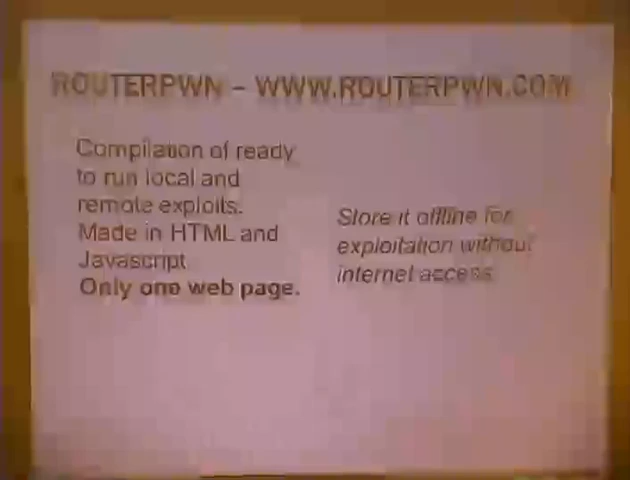 ROUTERPWN - WWW.ROUTERPWN.COM
Compilation of ready
to run local and
remote exploits.
Made in HTML and
Javascript.
Only one web page.
Store it offline for
exploitation without
internet access.